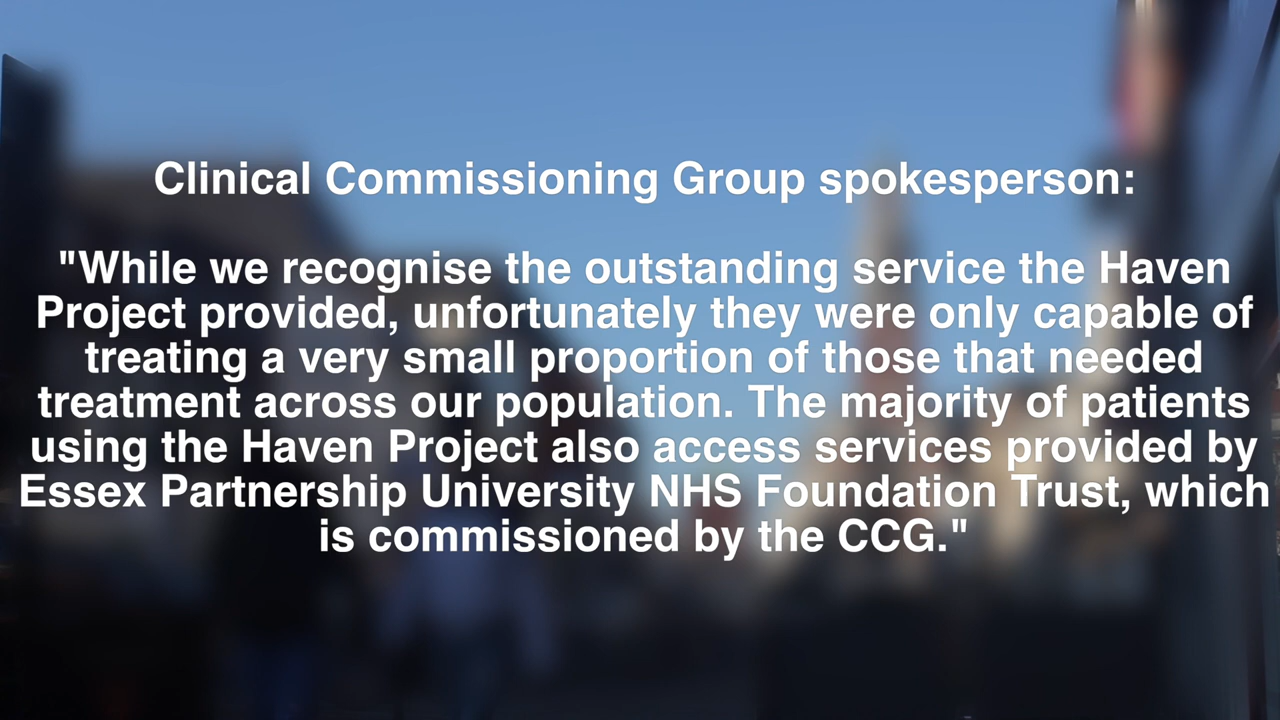 Clinical Commissioning Group spokesperson:
"While we recognise the outstanding service the Haven
Project provided, unfortunately they were only capable of
treating a very small proportion of those that needed
treatment across our population. The majority of patients
using the Haven Project also access services provided by
Essex Partnership University NHS Foundation Trust, which
is commissioned by the CCG."